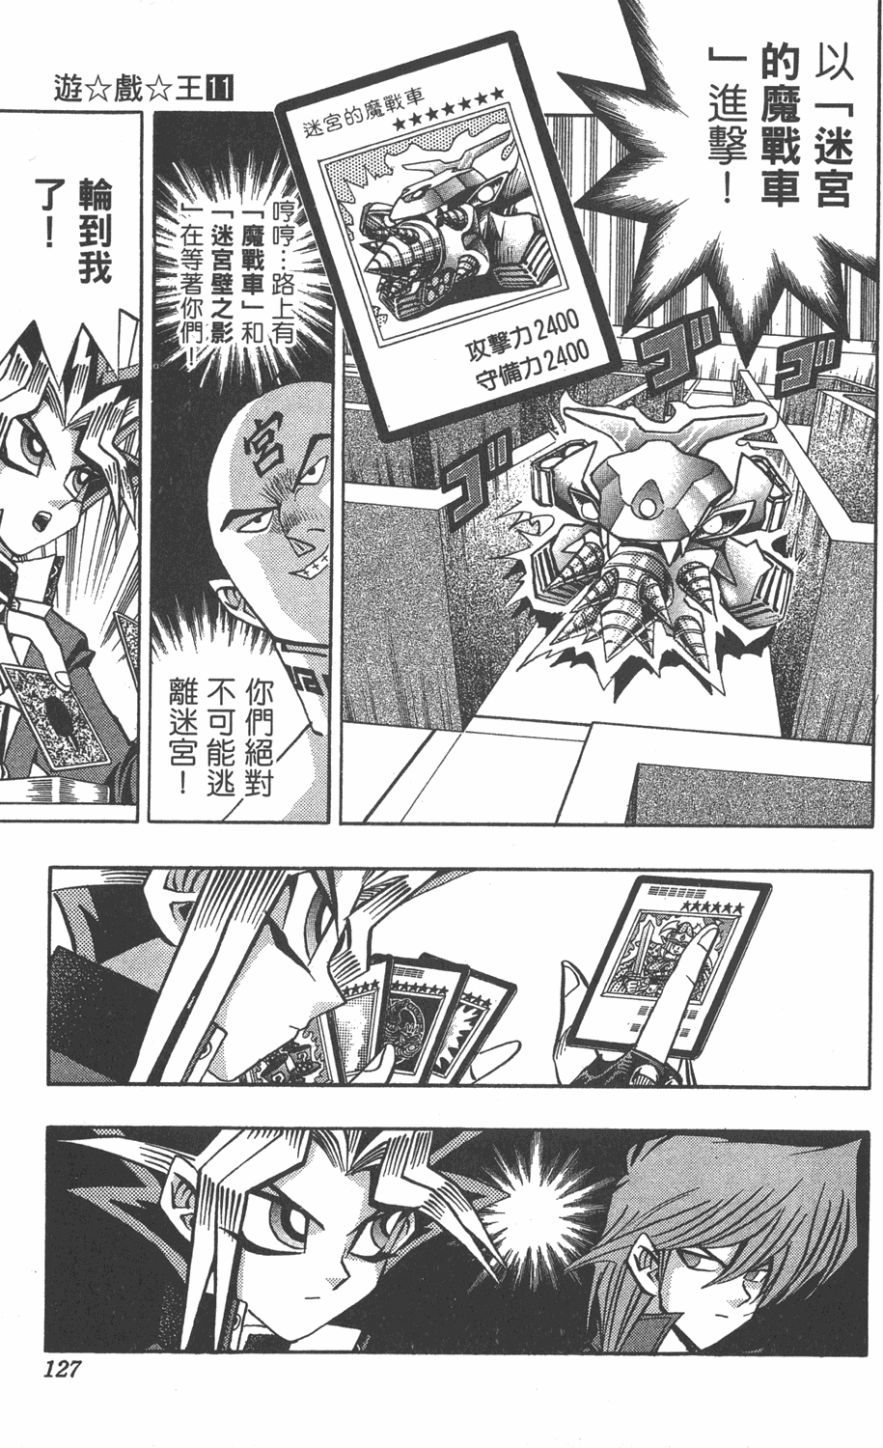 遊☆戲☆王11
以「迷宮
的魔戰車
」進擊！
迷宮的魔戰車
★★★★★★★
攻擊力2400
守備力2400
ゴ゛
ゴ゛
ゴ゛
哼哼…路上有
「魔戰車」和
「迷宮壁之影
」在等著你們！
宮
你們絕對
不可能逃
離迷宮！
輪到我
了！
127